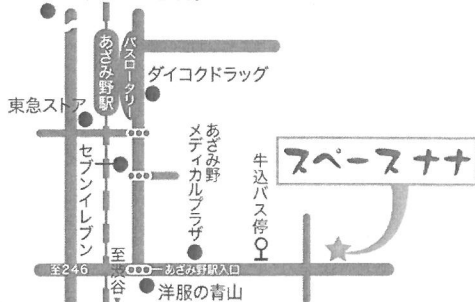 あざみ野駅
バスロータリー
ダイコクドラッグ
東急ストア
セブンイレブン
あざみ野
メディカルプラザ
牛込バス停
スペースナナ
至246
至渋谷
あざみ野駅入口
洋服の青山